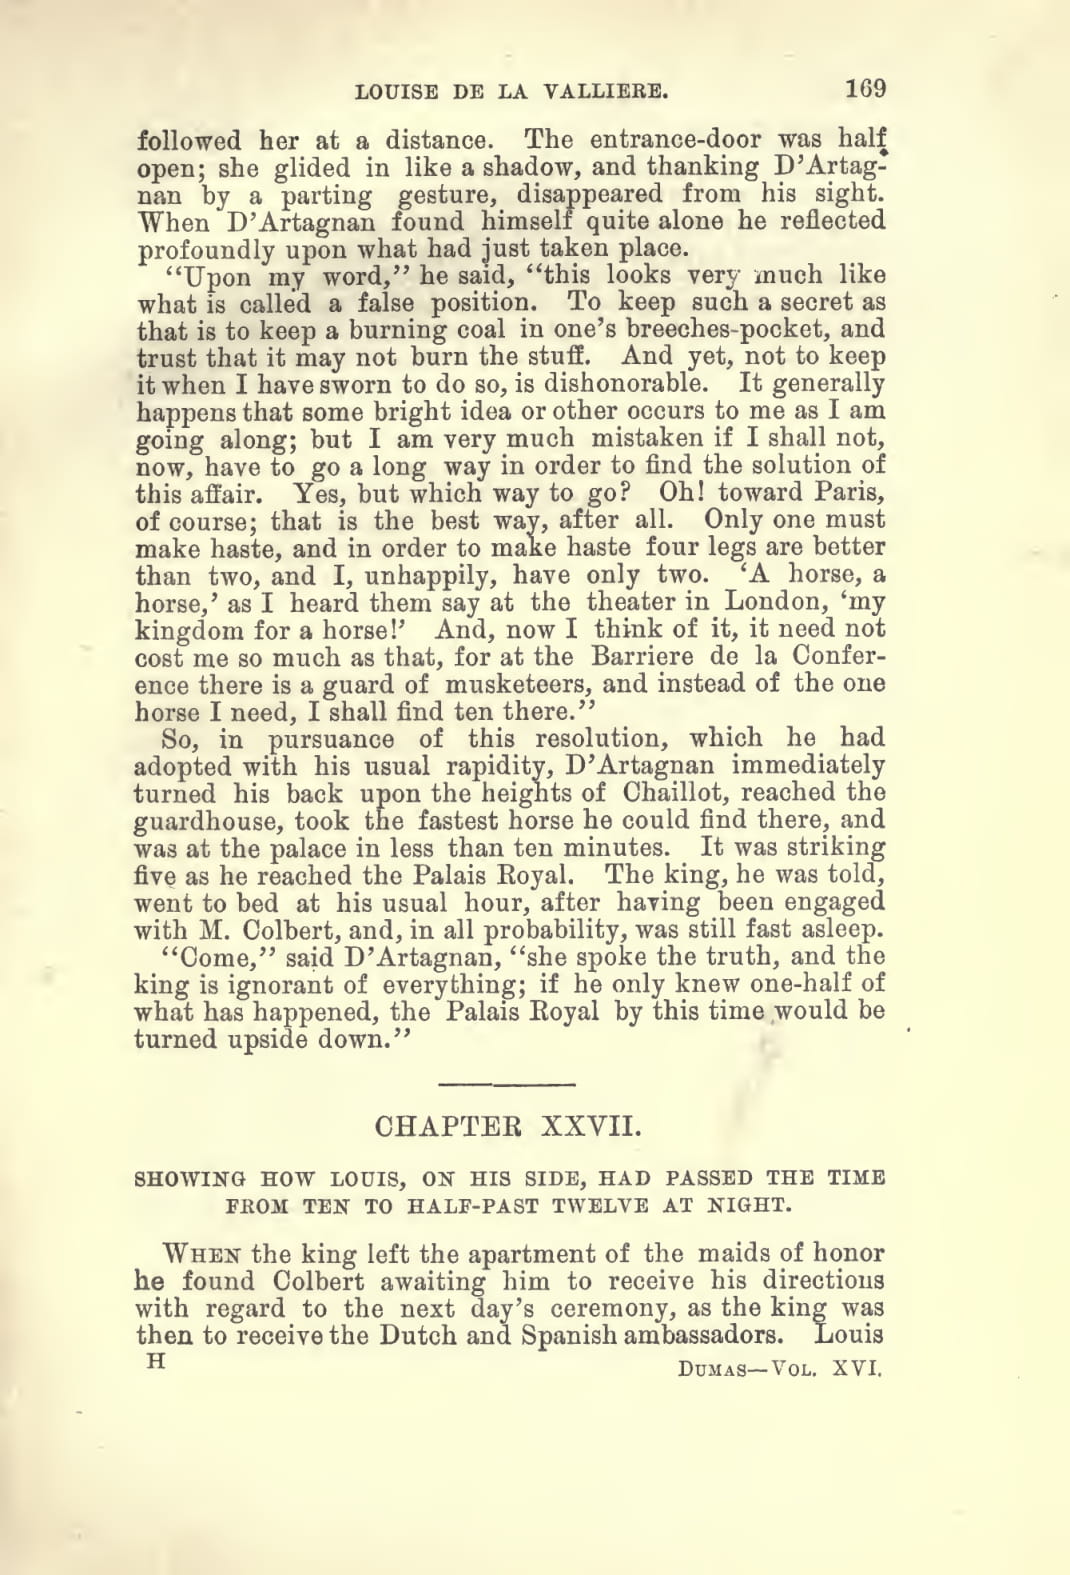 LOUISE DE LA VALLIERE. 169
followed her at a distance. The entrance-door was half
open; she glided in like a shadow, and thanking D'Artag-
nan by a parting gesture, disappeared from his sight.
When D'Artagnan found himself quite alone he reflected
profoundly upon what had just taken place.
"Upon my word," he said, "this looks very much like
what is called a false position. To keep such a secret as
that is to keep a burning coal in one's breeches-pocket, and
trust that it may not burn the stuff. And yet, not to keep
it when I have sworn to do so, is dishonorable. It generally
happens that some bright idea or other occurs to me as I am
going along; but I am very much mistaken if I shall not,
now, have to go a long way in order to find the solution of
this affair. Yes, but which way to go? Oh! toward Paris,
of course; that is the best way, after all. Only one must
make haste, and in order to make haste four legs are better
than two, and I, unhappily, have only two. 'A horse, a
horse,' as I heard them say at the theater in London, 'my
kingdom for a horse!' And, now I think of it, it need not
cost me so much as that, for at the Barriere de la Confer-
ence there is a guard of musketeers, and instead of the one
horse I need, I shall find ten there."
So, in pursuance of this resolution, which he had
adopted with his usual rapidity, D'Artagnan immediately
turned his back upon the heights of Chaillot, reached the
guardhouse, took the fastest horse he could find there, and
was at the palace in less than ten minutes. It was striking
five as he reached the Palais Royal. The king, he was told,
went to bed at his usual hour, after having been engaged
with M. Colbert, and, in all probability, was still fast asleep.
"Come," said D'Artagnan, "she spoke the truth, and the
king is ignorant of everything; if he only knew one-half of
what has happened, the Palais Royal by this time would be
turned upside down."
CHAPTER XXVII.
SHOWING HOW LOUIS, ON HIS SIDE, HAD PASSED THE TIME
FROM TEN TO HALF-PAST TWELVE AT NIGHT.
WHEN the king left the apartment of the maids of honor
he found Colbert awaiting him to receive his directions
with regard to the next day's ceremony, as the king was
then to receive the Dutch and Spanish ambassadors. Louis
H DUMAS—VOL. XVI.